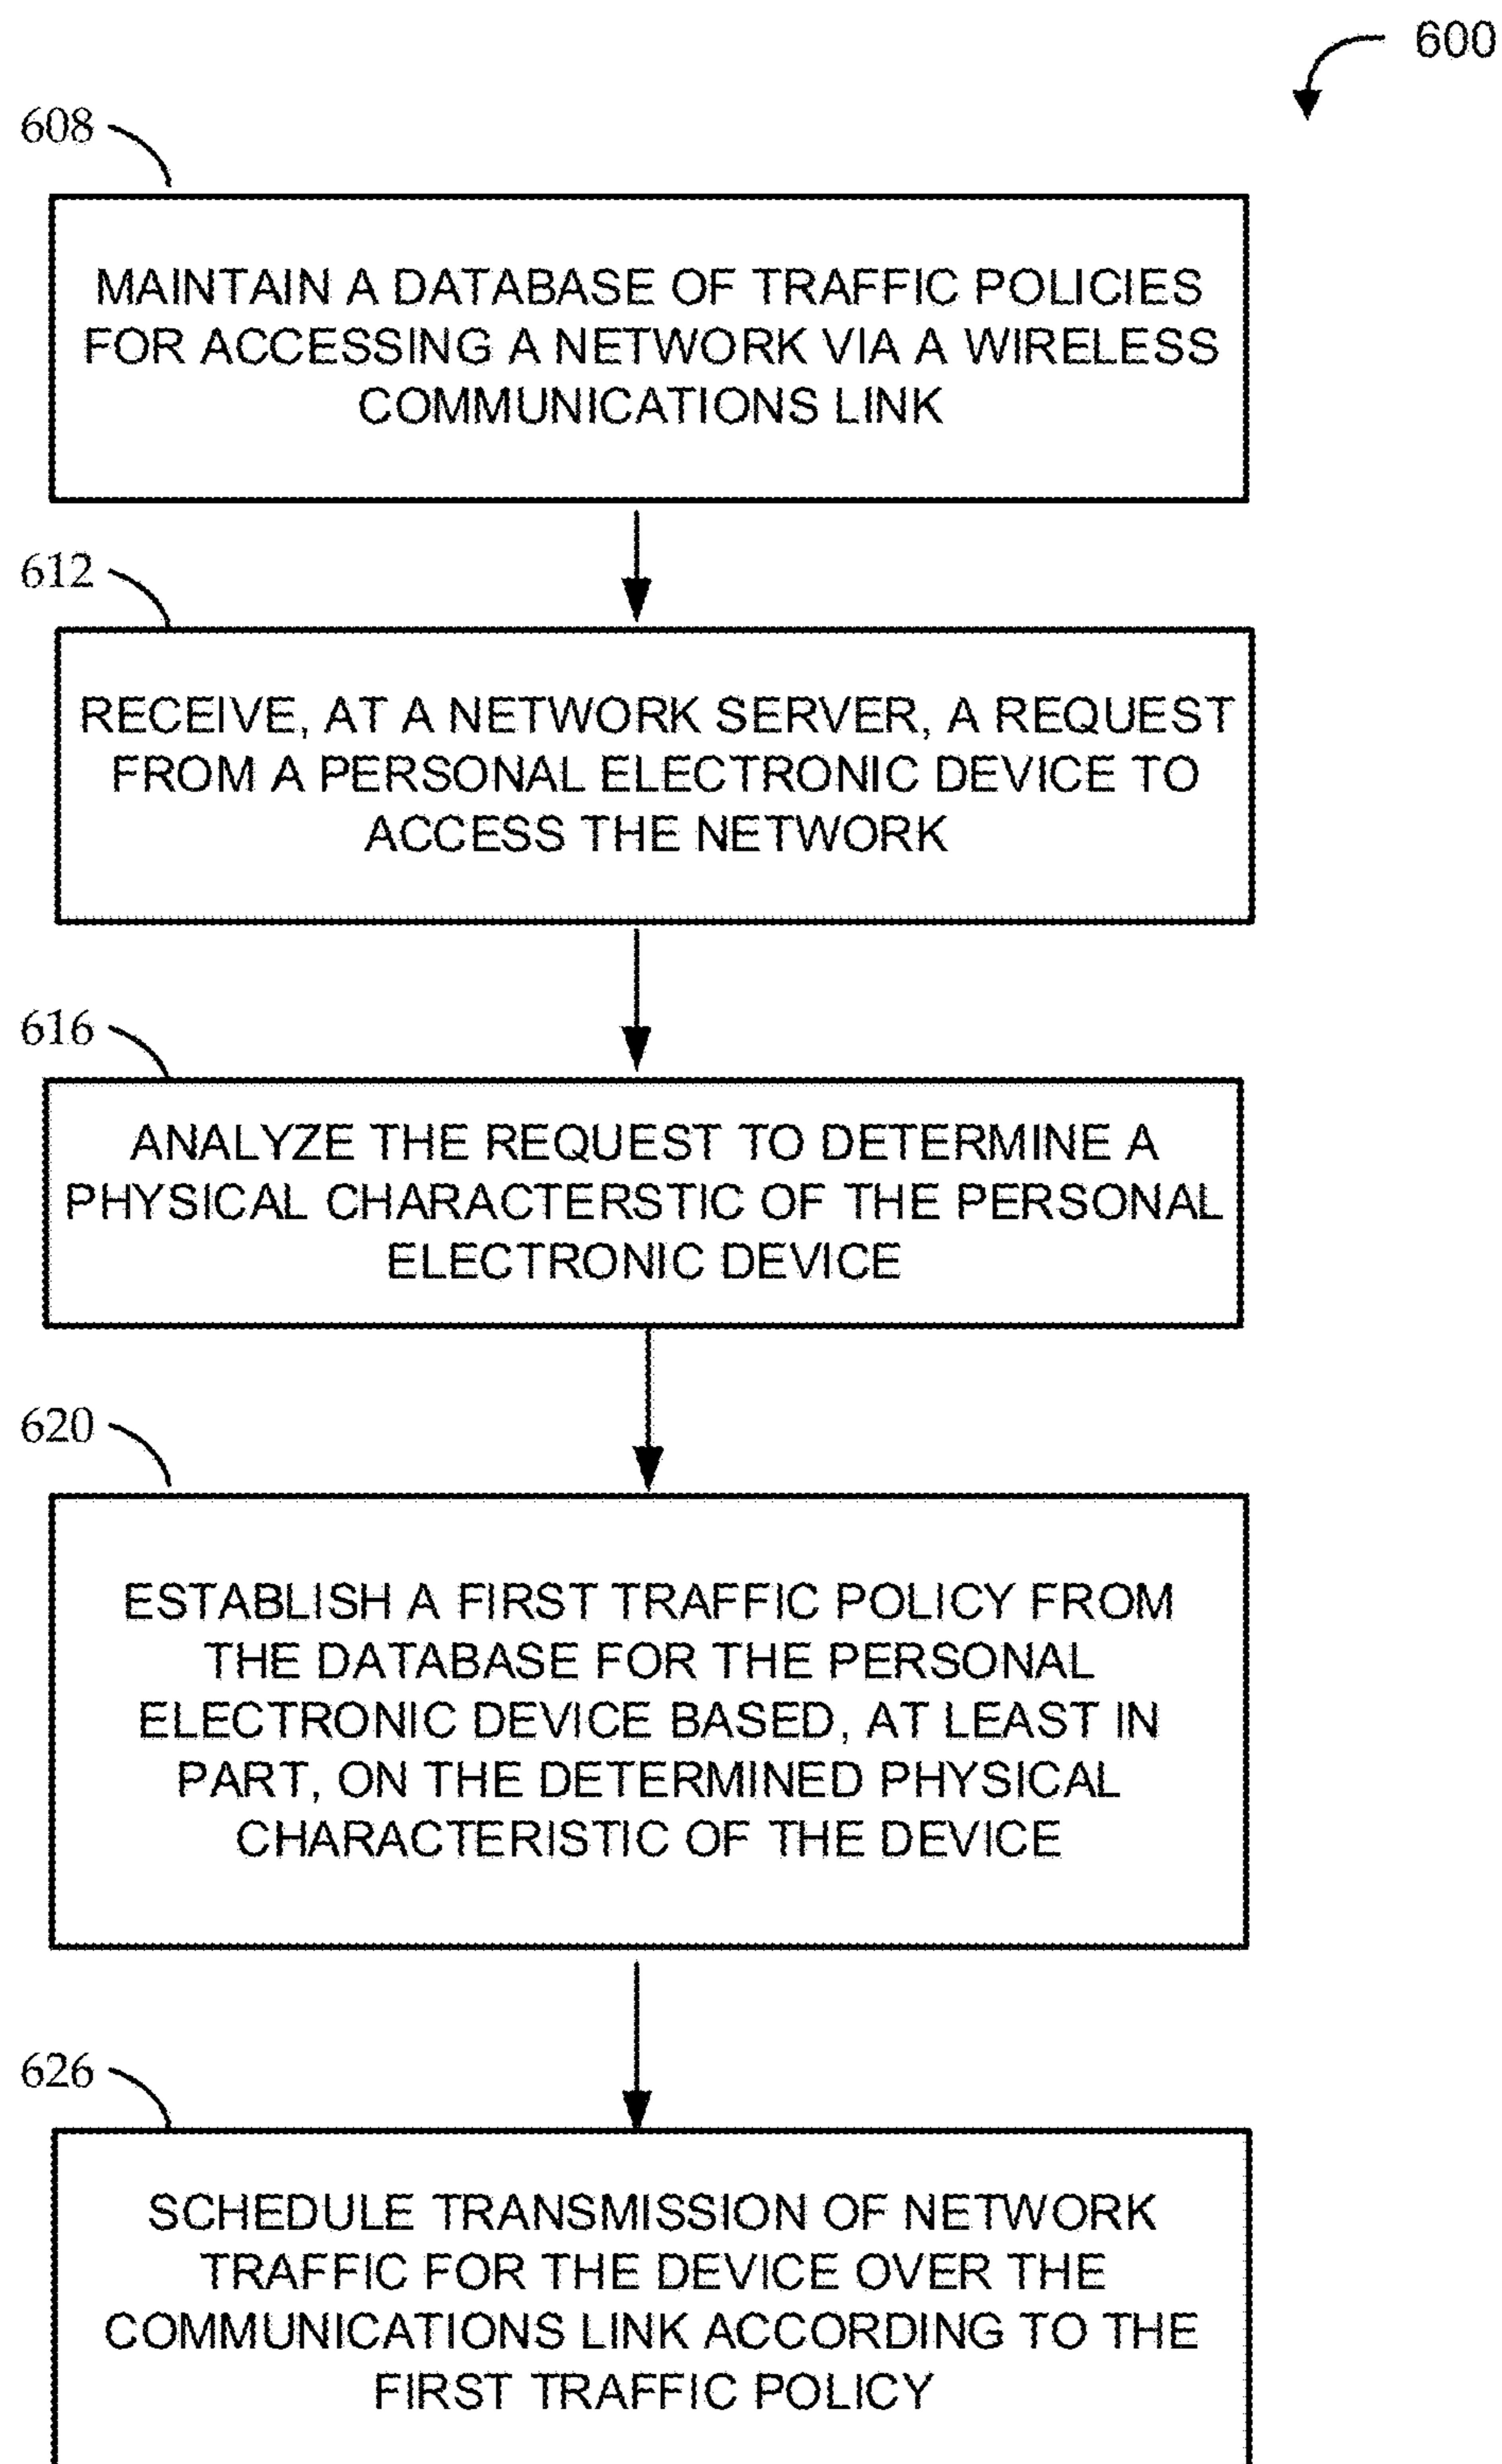 600
608
MAINTAIN A DATABASE OF TRAFFIC POLICIES
FOR ACCESSING A NETWORK VIA A WIRELESS
COMMUNICATIONS LINK
612
RECEIVE, AT A NETWORK SERVER, A REQUEST
FROM A PERSONAL ELECTRONIC DEVICE TO
ACCESS THE NETWORK
616
ANALYZE THE REQUEST TO DETERMINE A
PHYSICAL CHARACTERSTIC OF THE PERSONAL
ELECTRONIC DEVICE
620
ESTABLISH A FIRST TRAFFIC POLICY FROM
THE DATABASE FOR THE PERSONAL
ELECTRONIC DEVICE BASED, AT LEAST IN
PART, ON THE DETERMINED PHYSICAL
CHARACTERISTIC OF THE DEVICE
626
SCHEDULE TRANSMISSION OF NETWORK
TRAFFIC FOR THE DEVICE OVER THE
COMMUNICATIONS LINK ACCORDING TO THE
FIRST TRAFFIC POLICY